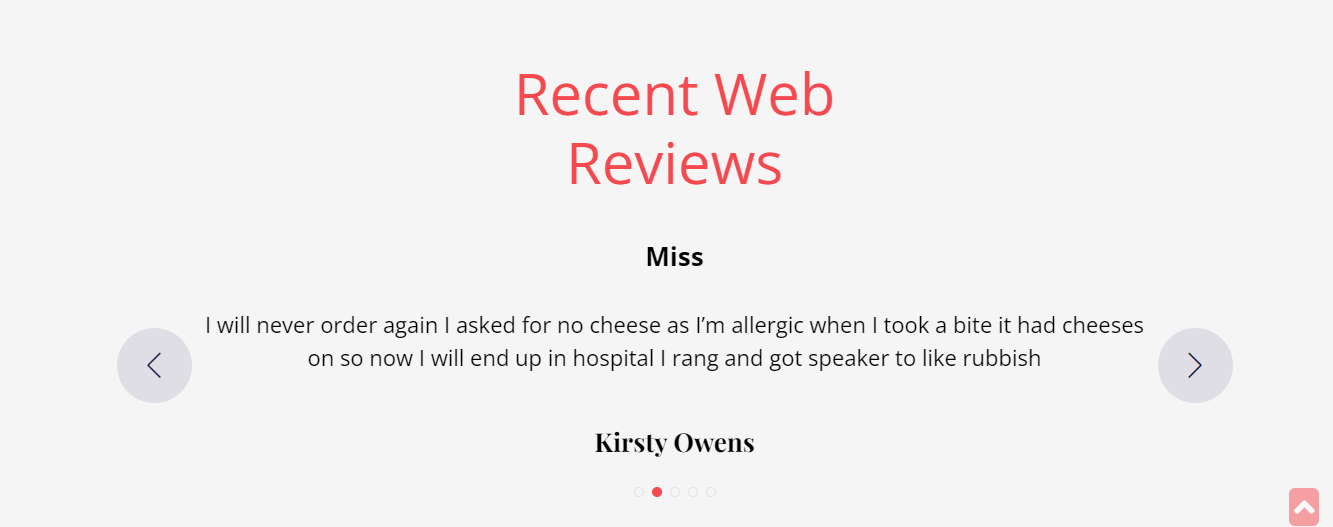 Recent Web
Reviews
Miss
I will never order again I asked for no cheese as I’m allergic when I took a bite it had cheeses
on so now I will end up in hospital I rang and got speaker to like rubbish
Kirsty Owens